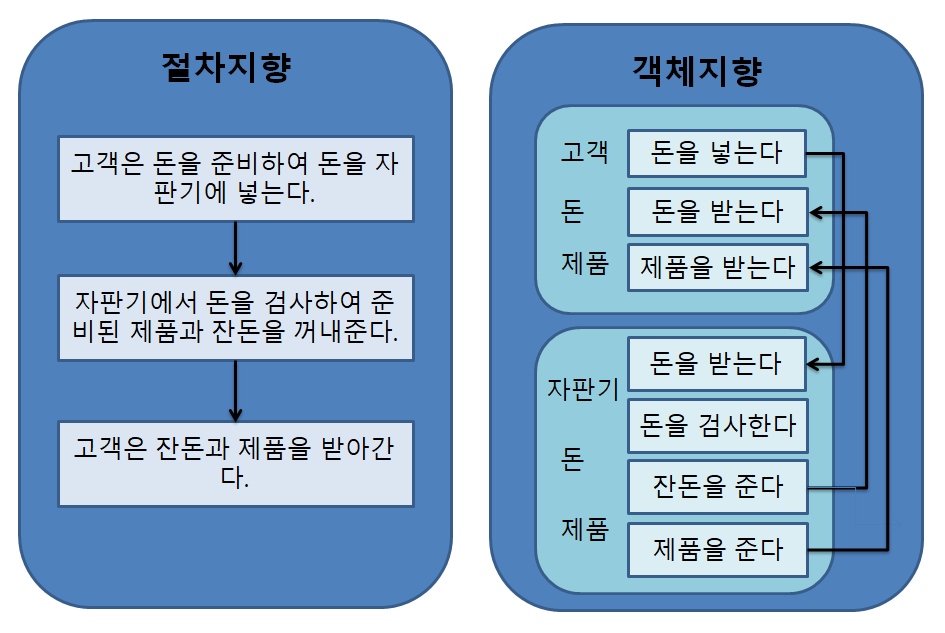 절차지향
고객은 돈을 준비하여 돈을 자
판기에 넣는다.
자판기에서 돈을 검사하여 준
비된 제품과 잔돈을 꺼내준다.
고객은 잔돈과 제품을 받아간
다.
객체지향
고객
돈을 넣는다
돈
돈을 받는다
제품
제품을 받는다
돈을 받는다
자판기
돈을 검사한다
돈
잔돈을 준다
제품
제품을 준다